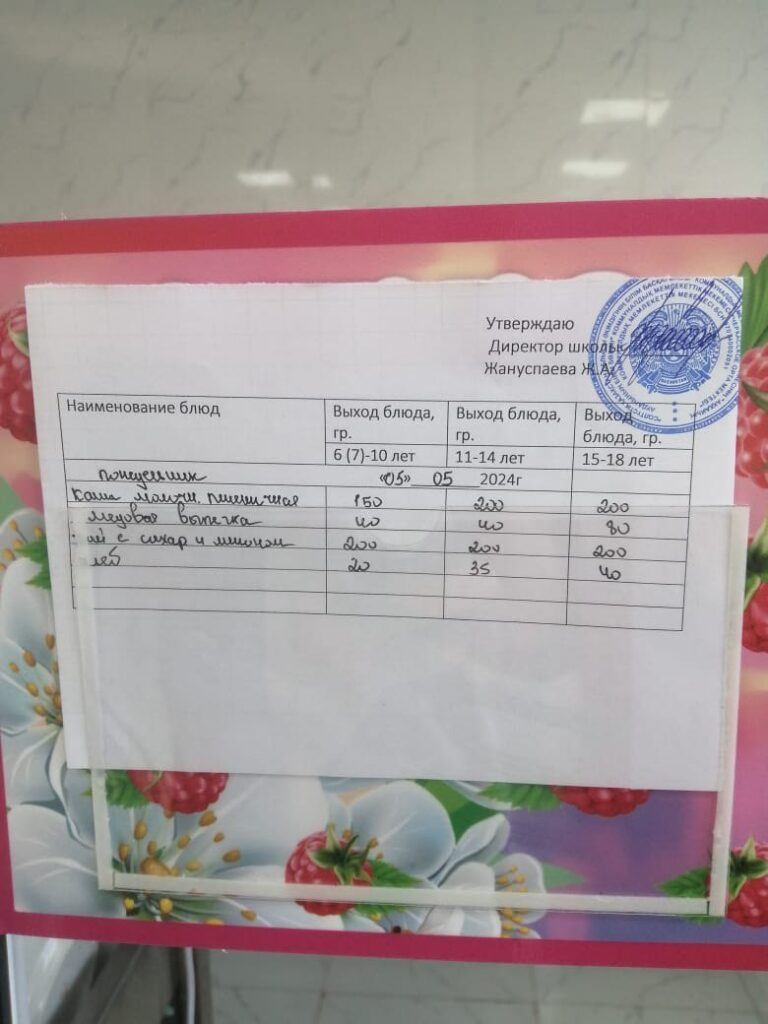 Утверждаю
Директор школы
Жануспаева Ж.А.
Наименование блюд Выход блюда, гр. Выход блюда, гр. Выход блюда, гр.
6 (7)-10 лет 11-14 лет 15-18 лет
понедельник «05» 05 2024г
Каша молочн. пшеничная 150 200 200
медовая выпечка 40 40 80
с сахар и лимоном 200 200 200
20 35 40